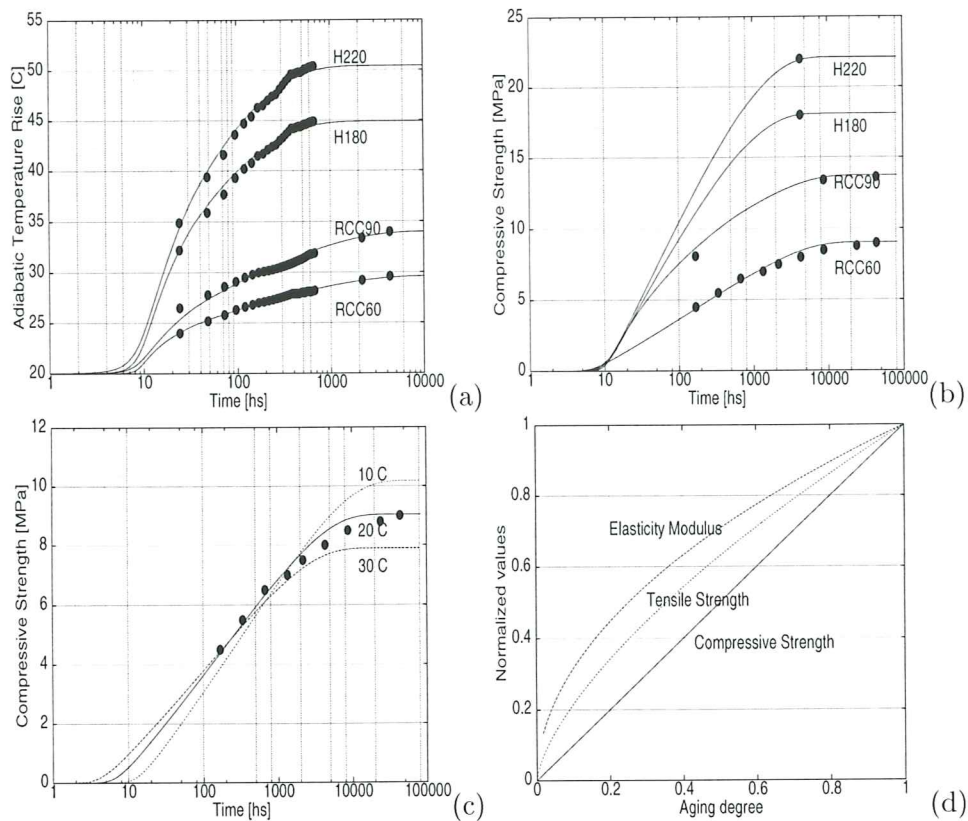 Adiabatic Temperature Rise [C]
55
50
45
40
35
30
25
20
H220
H180
RCC90
RCC60
1
10
100
1000
10000
Time [hs]
(a)
Compressive Strength [MPa]
25
20
15
10
5
0
H220
H180
RCC90
RCC60
1
10
100
1000
10000
100000
Time [hs]
(b)
Compressive Strength [MPa]
12
10
8
6
4
2
0
10 C
20 C
30 C
1
10
100
1000
10000
100000
Time [hs]
(c)
Normalized values
1
0.8
0.6
0.4
0.2
0
Elasticity Modulus
Tensile Strength
Compressive Strength
0
0.2
0.4
0.6
0.8
1
Aging degree
(d)